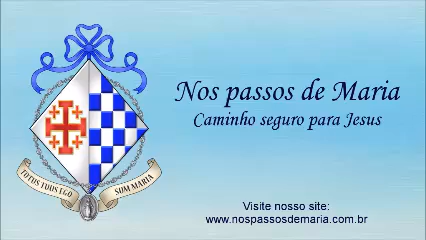 Nos passos de Maria
Caminho seguro para Jesus
TOTUS TUUS EGO
SUM MARIA
Visite nosso site:
www.nospassosdemaria.com.br